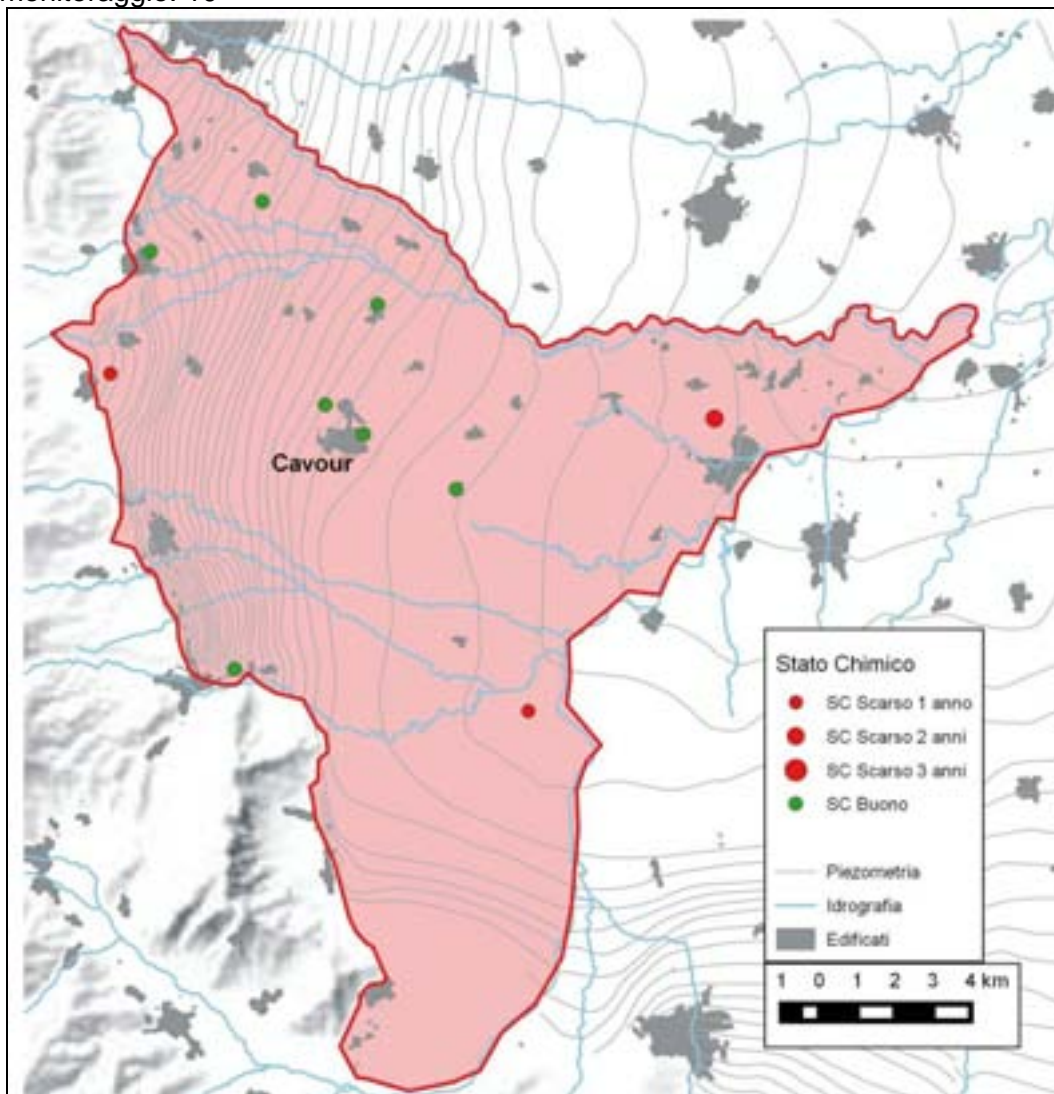 monitoraggio: 10
Cavour
Stato Chimico
SC Scarso 1 anno
SC Scarso 2 anni
SC Scarso 3 anni
SC Buono
Piezometria
Idrografia
Edificati
1 0 1 2 3 4 km